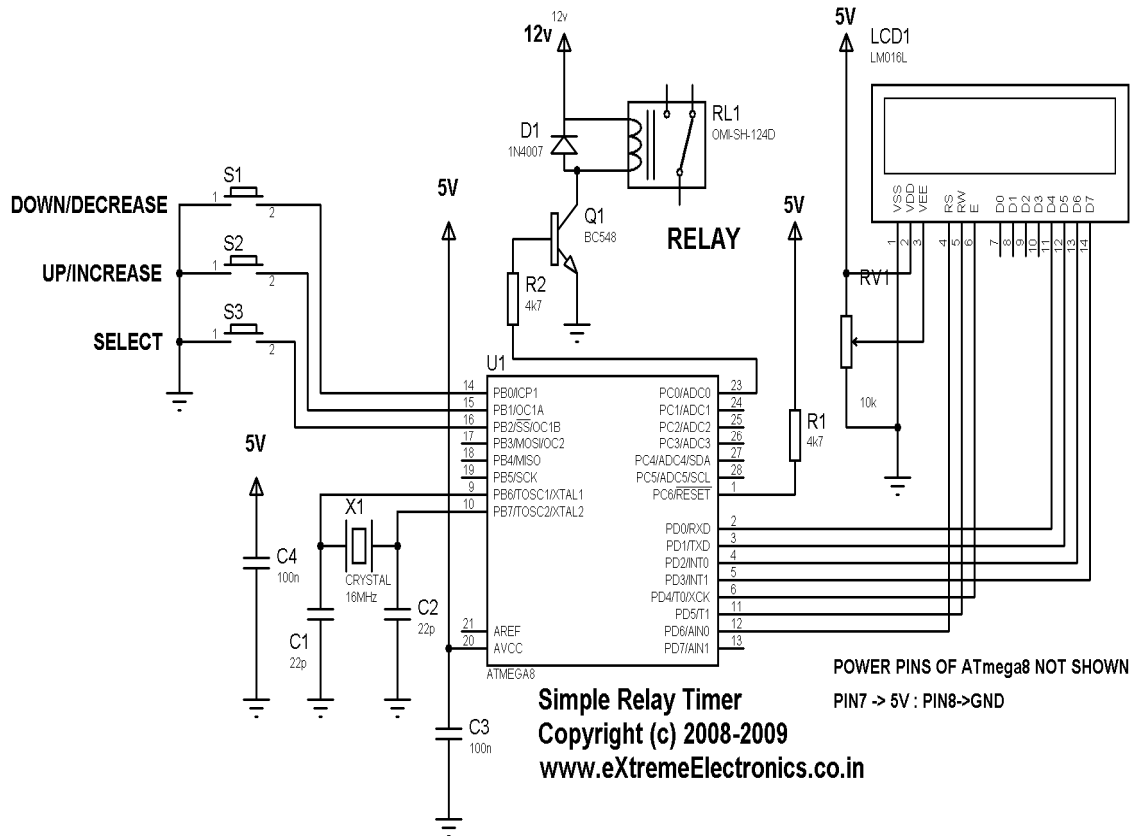 12v
12v
5V
LCD1
LM016L
RL1
OMI-SH-124D
D1
1N4007
VSS
VDD
VEE
RS
RW
E
D0
D1
D2
D3
D4
D5
D6
D7
1
2
3
4
5
6
7
8
9
10
11
12
13
14
S1
DOWN/DECREASE
1
2
5V
Q1
BC548
RELAY
5V
S2
UP/INCREASE
1
2
R2
4k7
RV1
10k
S3
SELECT
1
2
U1
14 PB0/ICP1 PC0/ADC0 23
15 PB1/OC1A PC1/ADC1 24
16 PB2/SS/OC1B PC2/ADC2 25
17 PB3/MOSI/OC2 PC3/ADC3 26
18 PB4/MISO PC4/ADC4/SDA 27
19 PB5/SCK PC5/ADC5/SCL 28
9 PB6/TOSC1/XTAL1 PC6/RESET 1
10 PB7/TOSC2/XTAL2
PD0/RXD 2
PD1/TXD 3
PD2/INT0 4
PD3/INT1 5
PD4/T0/XCK 6
PD5/T1 11
21 AREF PD6/AIN0 12
20 AVCC PD7/AIN1 13
ATMEGA8
R1
4k7
5V
X1
CRYSTAL
16MHz
C4
100n
C1
22p
C2
22p
C3
100n
POWER PINS OF ATmega8 NOT SHOWN
PIN7 -> 5V : PIN8->GND
Simple Relay Timer
Copyright (c) 2008-2009
www.eXtremeElectronics.co.in